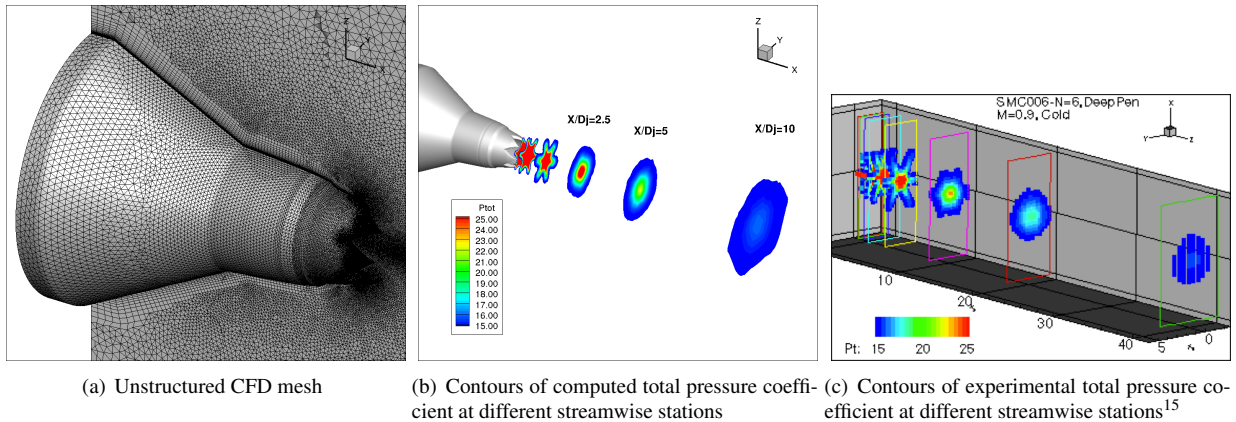 Z
Y
X
Z
Y
X
X/Dj=2.5
X/Dj=5
X/Dj=10
Ptot
25.00
24.00
23.00
22.00
21.00
20.00
19.00
18.00
17.00
16.00
15.00
SMC006-N=6, Deep Pen
M=0.9, Cold
X
Y
Z
10
20
30
40
5
0
Pt: 15 20 25
(a) Unstructured CFD mesh
(b) Contours of computed total pressure coeffi-
cient at different streamwise stations
(c) Contours of experimental total pressure co-
efficient at different streamwise stations15